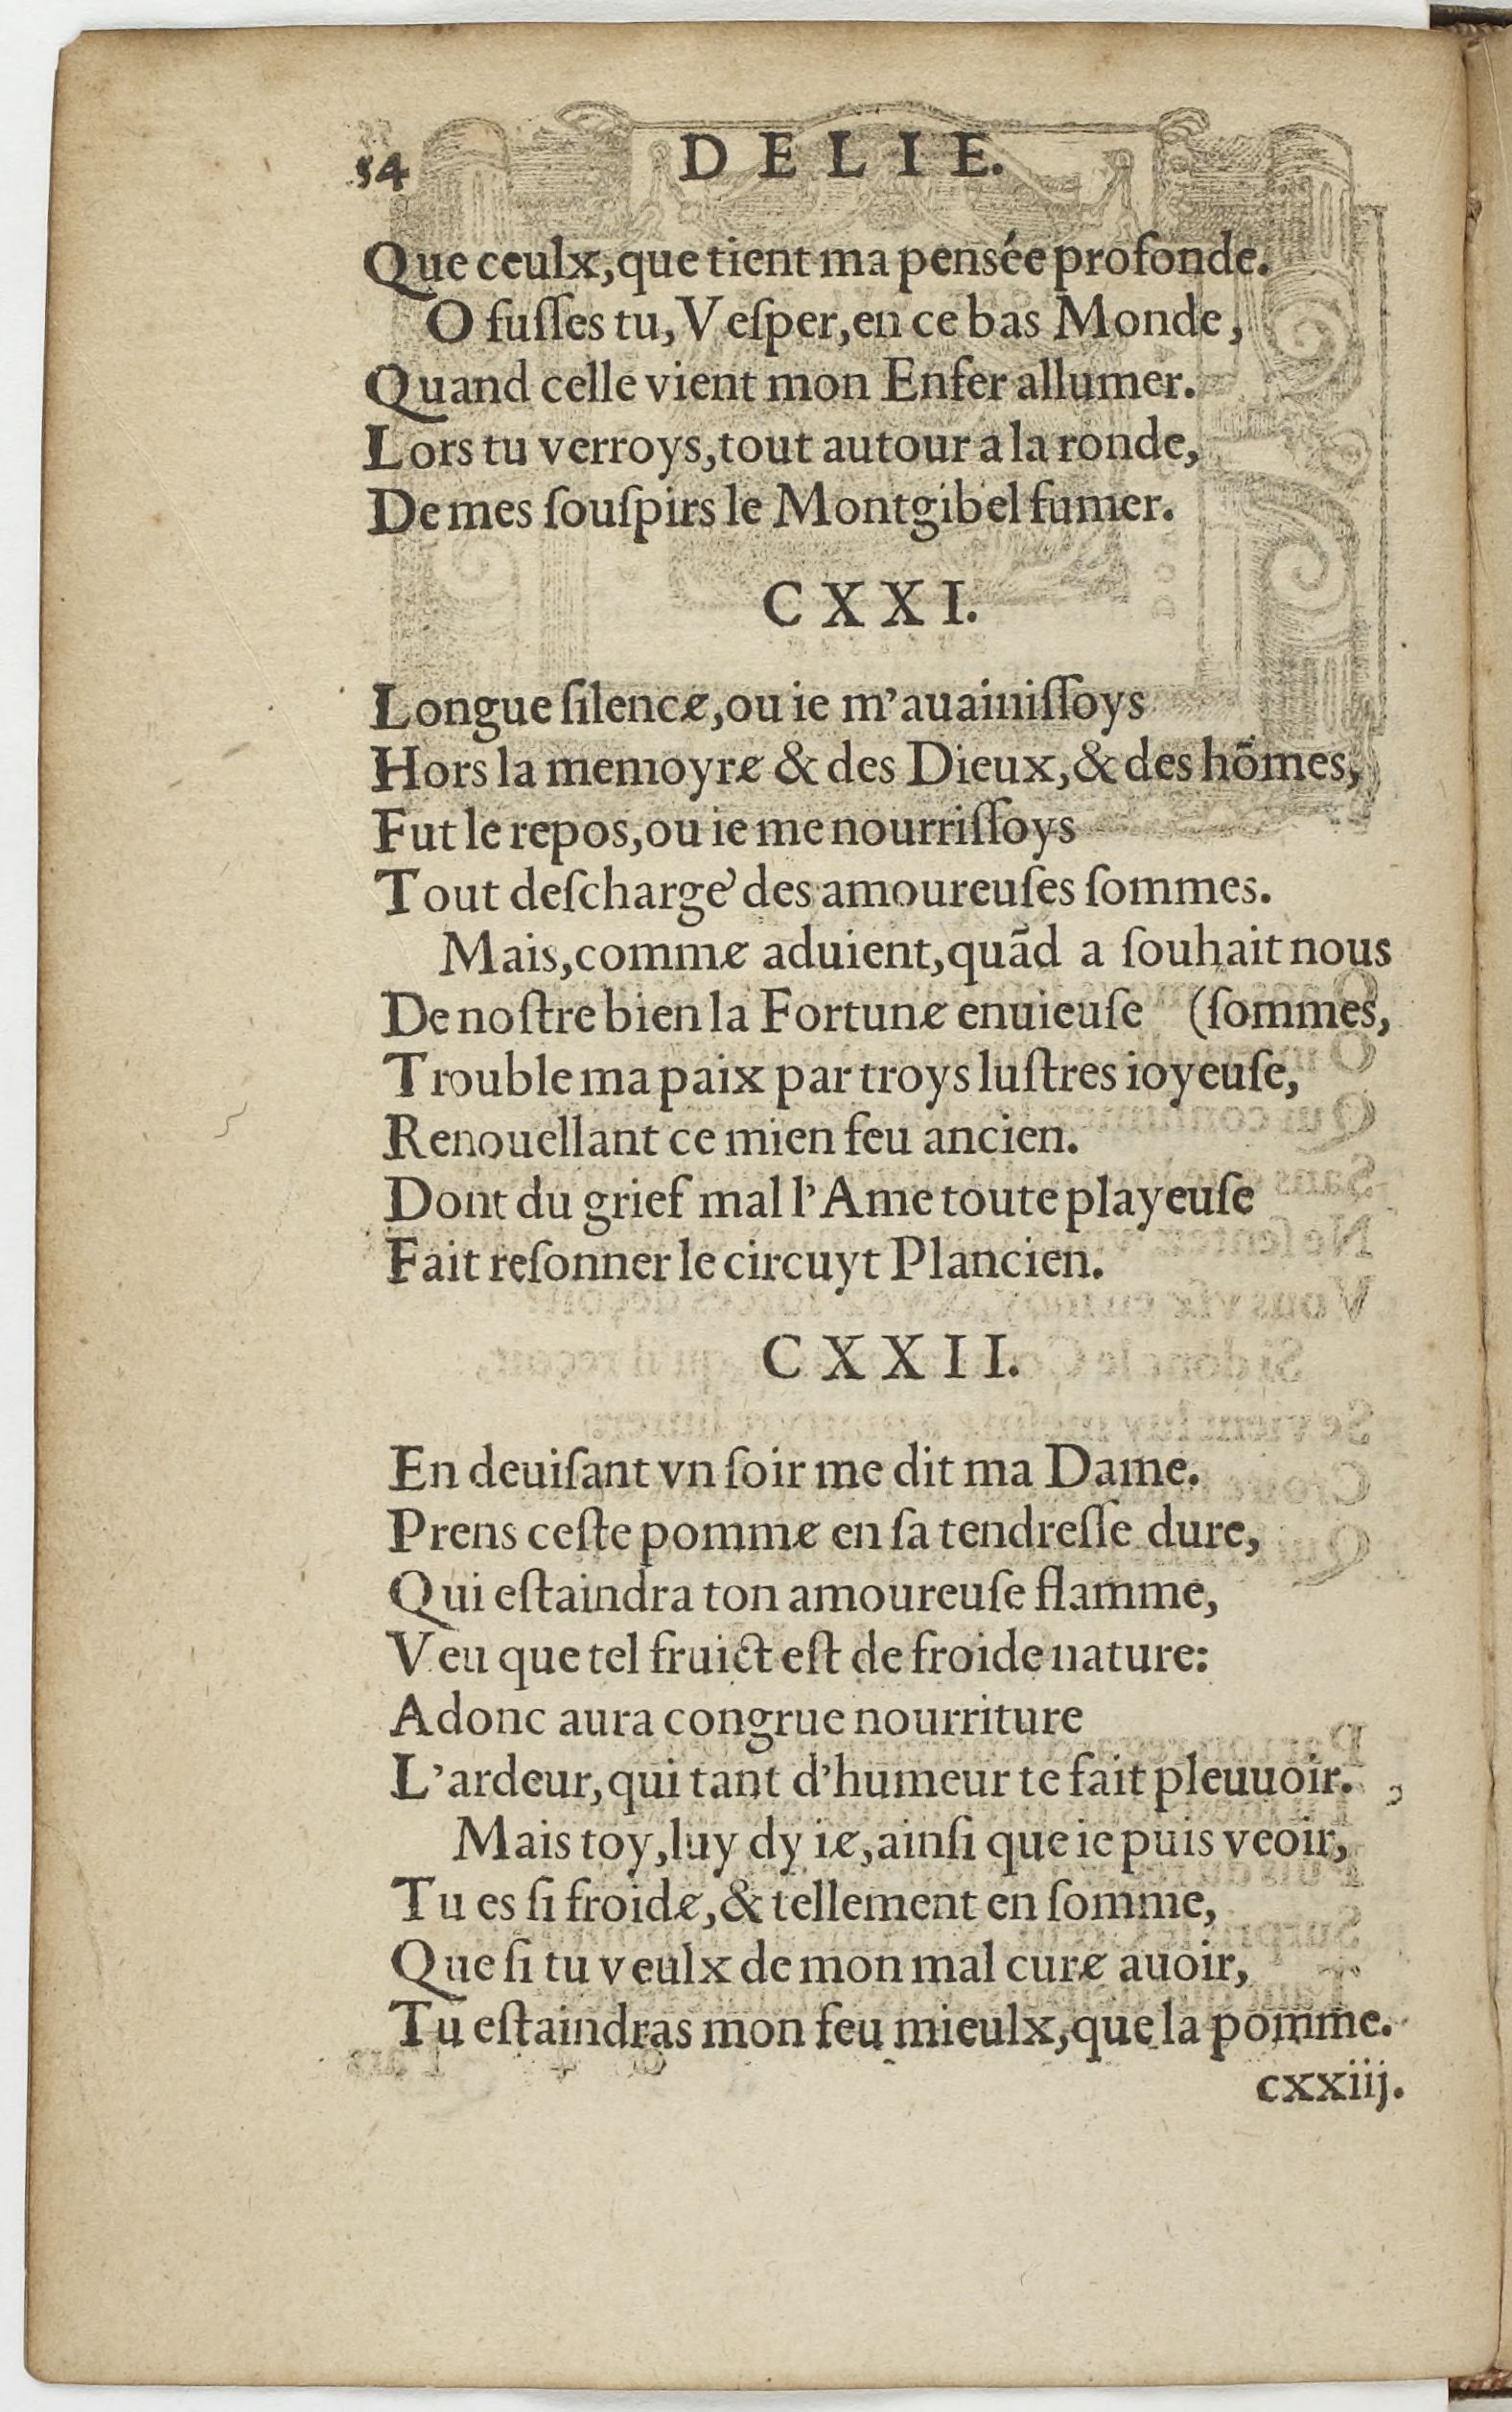 54 DELIE.
Que ceulx, que tient ma pensée profonde.
O fuſſes tu, Veſper, en ce bas Monde,
Quand celle vient mon Enfer allumer.
Lors tu verroys, tout autour a la ronde,
De mes ſouſpirs le Montgibel fumer.
CXXI.
Longue ſilence, ou ie m'auainiſſoys
Hors la memoyre & des Dieux, & des hōmes,
Fut le repos, ou ie me nourriſſoys
Tout deſchargé des amoureuſes ſommes.
Mais, comme aduient, quād a ſouhait nous
De noſtre bien la Fortune enuieuſe (ſommes,
Trouble ma paix par troys luſtres ioyeuſe,
Renouellant ce mien feu ancien.
Dont du grief mal l'Ame toute playeuſe
Fait reſonner le circuyt Plancien.
CXXII.
En deuiſant vn ſoir me dit ma Dame.
Prens ceſte pomme en ſa tendreſſe dure,
Qui eſtaindra ton amoureuſe flamme,
Veu que tel fruict eſt de froide nature:
Adonc aura congrue nourriture
L'ardeur, qui tant d'humeur te fait pleuuoir.
Mais toy, luy dy ie, ainſi que ie puis veoir,
Tu es ſi froide, & tellement en ſomme,
Que ſi tu veulx de mon mal cure auoir,
Tu eſtaindras mon feu mieulx, que la pomme.
cxxiij.